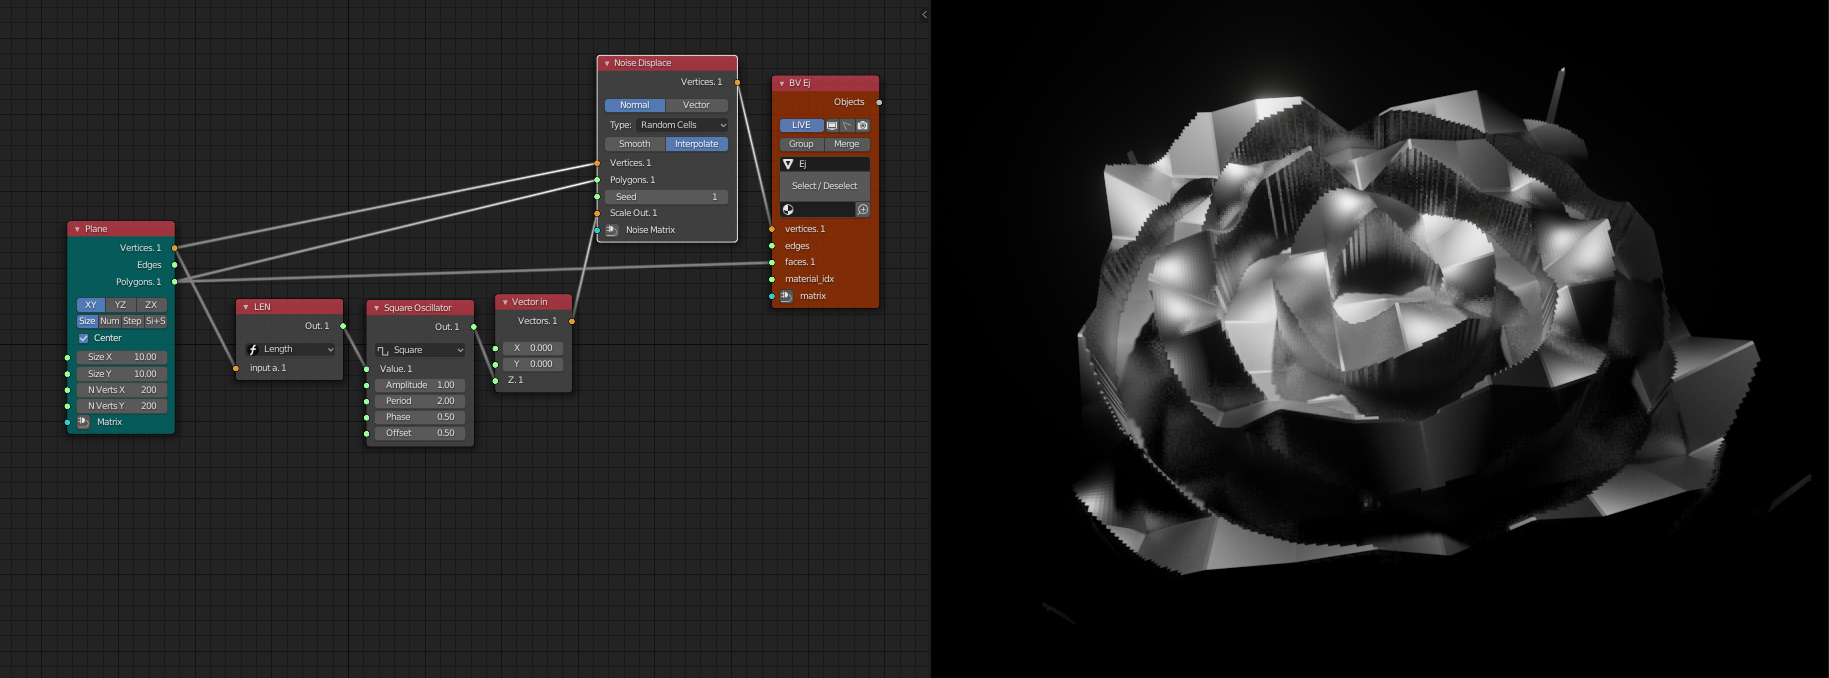 Plane
Vertices. 1
Edges
Polygons. 1
XY YZ ZX
Size Num Step Si+S
Center
Size X 10.00
Size Y 10.00
N Verts X 200
N Verts Y 200
Matrix
LEN
Out. 1
Length
input a. 1
Square Oscillator
Out. 1
Square
Value. 1
Amplitude 1.00
Period 2.00
Phase 0.50
Offset 0.50
Vector in
Vectors. 1
X 0.000
Y 0.000
Z. 1
Noise Displace
Vertices. 1
Normal Vector
Type: Random Cells
Smooth Interpolate
Vertices. 1
Polygons. 1
Seed 1
Scale Out. 1
Noise Matrix
BV Ej
Objects
LIVE
Group Merge
Ej
Select / Deselect
vertices. 1
edges
faces. 1
material_idx
matrix